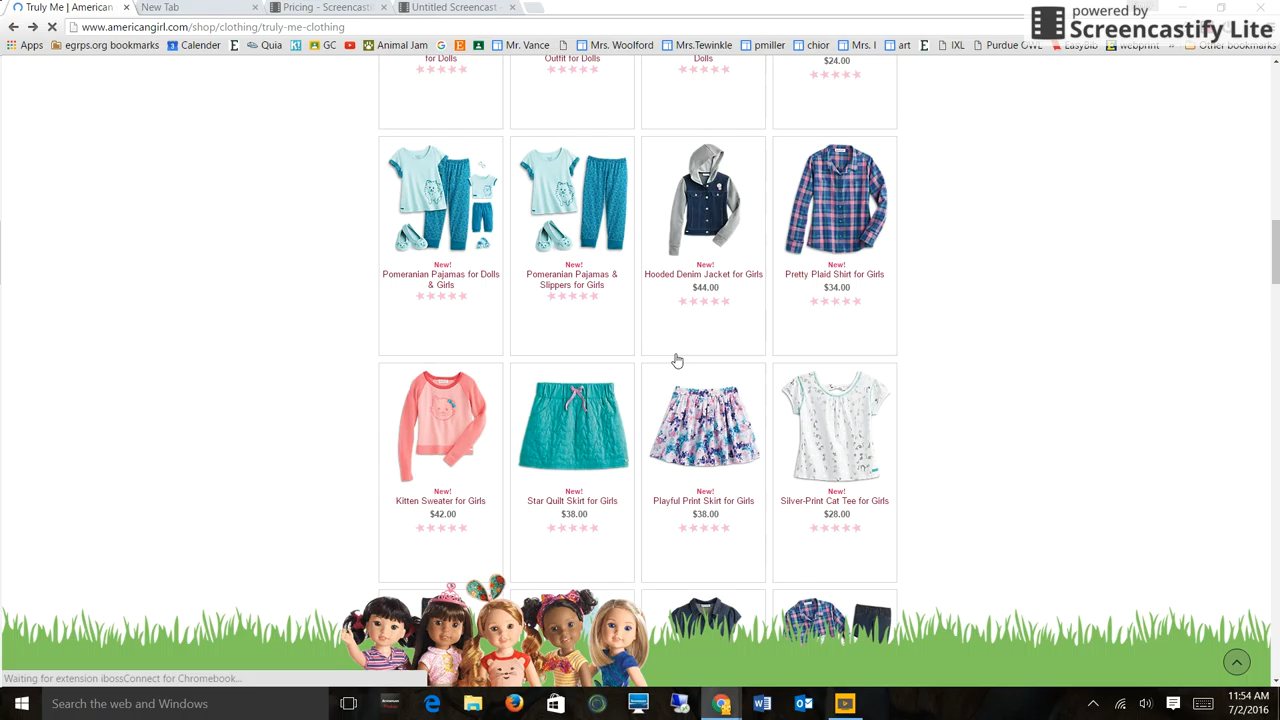 Truly Me | American
New Tab
Pricing - Screencastif
Untitled Screencast -
powered by
Screencastify Lite
www.americangirl.com/shop/clothing/truly-me-clothing
Apps
egrps.org bookmarks
Calender
Quia
GC
Animal Jam
Mr. Vance
Mrs. Woolford
Mrs.Twinkle
pmiller
chior
Mrs. I
art
IXL
Purdue OWL
EasyBib
webprint
Other bookmarks
for Dolls
Outfit for Dolls
Dolls
$24.00
New!
Pomeranian Pajamas for Dolls
& Girls
New!
Pomeranian Pajamas &
Slippers for Girls
New!
Hooded Denim Jacket for Girls
$44.00
New!
Pretty Plaid Shirt for Girls
$34.00
New!
Kitten Sweater for Girls
$42.00
New!
Star Quilt Skirt for Girls
$38.00
New!
Playful Print Skirt for Girls
$38.00
New!
Silver-Print Cat Tee for Girls
$28.00
Waiting for extension ibossConnect for Chromebook...
Search the web and Windows
11:54 AM
7/2/2016